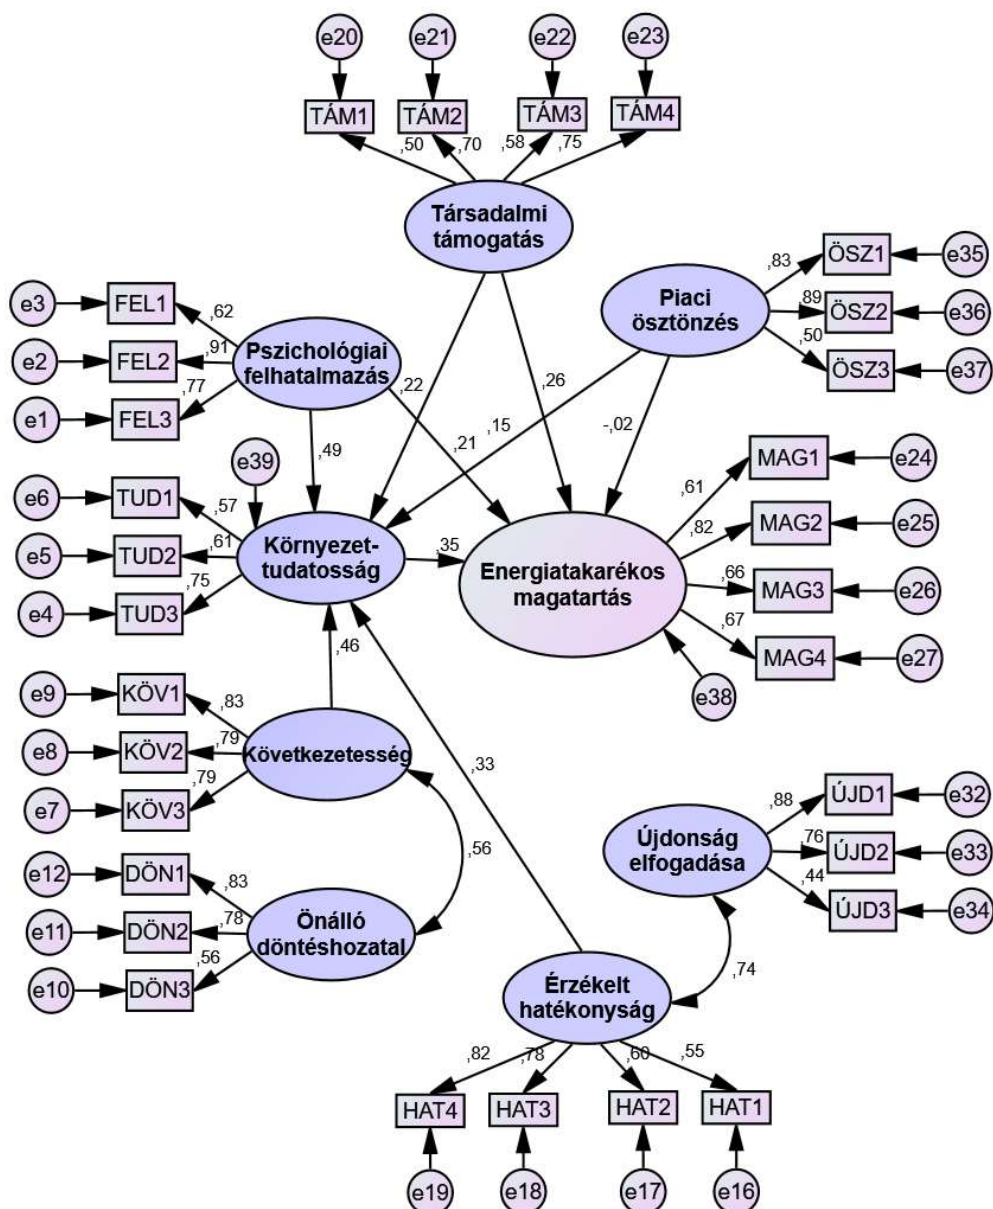 e20
e21
e22
e23
TÁM1
TÁM2
TÁM3
TÁM4
,50
,70
,58
,75
Társadalmi
támogatás
Piaci
ösztönzés
,83
,89
,50
ÖSZ1
ÖSZ2
ÖSZ3
e35
e36
e37
e3
e2
e1
FEL1
FEL2
FEL3
,62
,91
,77
Pszichológiai
felhatalmazás
,22
,26
,15
-,02
,21
,49
e39
e6
e5
e4
TUD1
TUD2
TUD3
,57
,61
,75
Környezet-
tudatosság
,35
Energiatakarékos
magatartás
,61
,82
,66
,67
MAG1
MAG2
MAG3
MAG4
e24
e25
e26
e27
e38
,46
,33
e9
e8
e7
KÖV1
KÖV2
KÖV3
,83
,79
,79
Következetesség
,56
e12
e11
e10
DÖN1
DÖN2
DÖN3
,83
,78
,56
Önálló
döntéshozatal
Újdonság
elfogadása
,88
,76
,44
ÚJD1
ÚJD2
ÚJD3
e32
e33
e34
,74
Érzékelt
hatékonyság
,82
,78
,60
,55
HAT4
HAT3
HAT2
HAT1
e19
e18
e17
e16